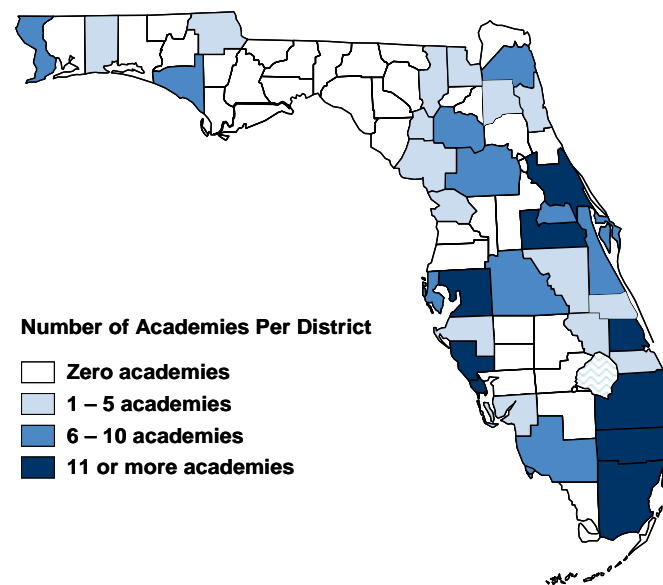 Number of Academies Per District
Zero academies
1 – 5 academies
6 – 10 academies
11 or more academies